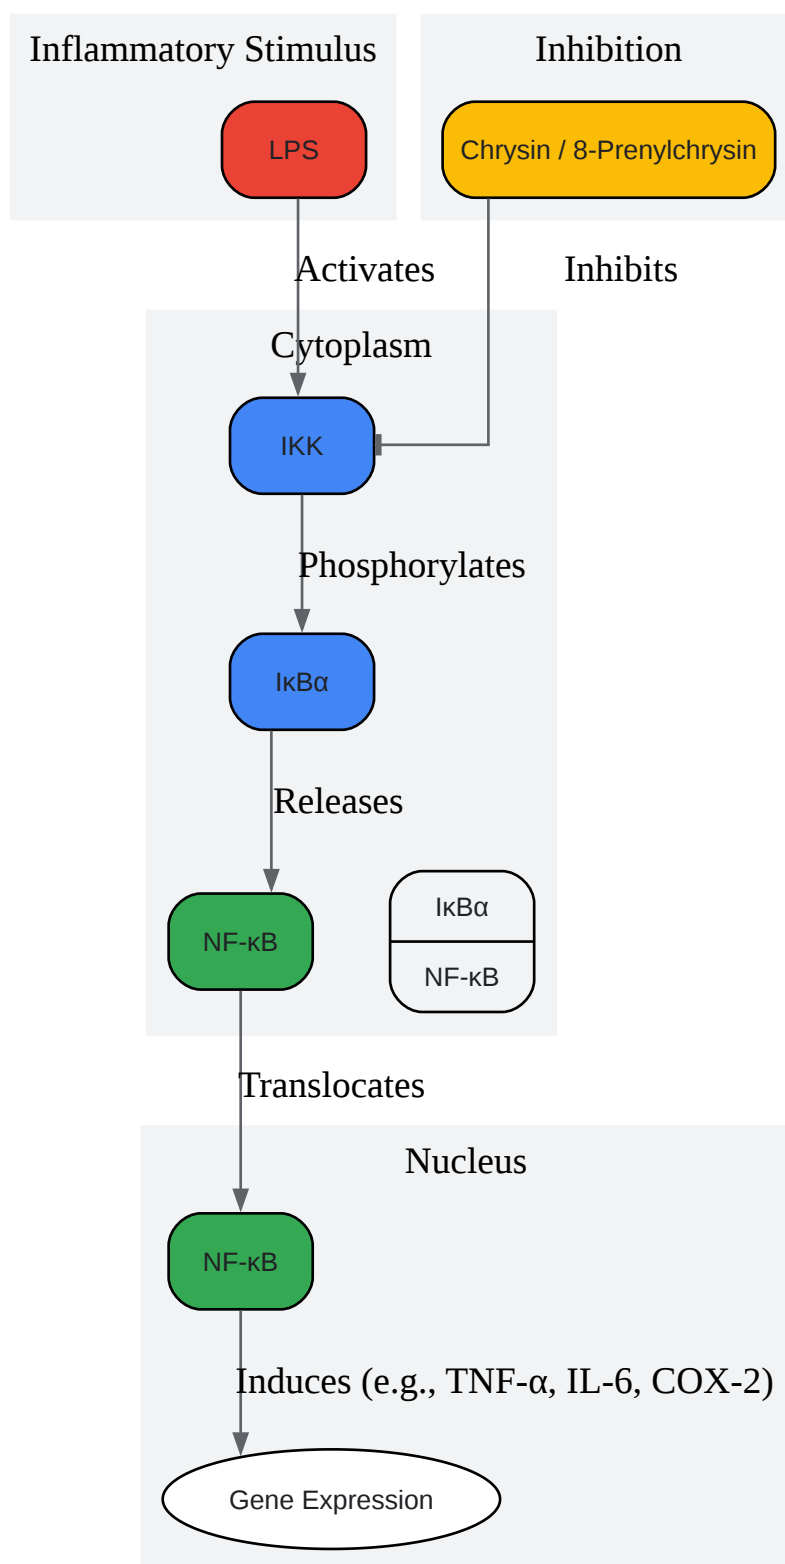 Inflammatory Stimulus
Inhibition
LPS
Chrysin / 8-Prenylchrysin
Activates
Inhibits
Cytoplasm
IKK
Phosphorylates
IκBα
Releases
IκBα
NF-κB
NF-κB
Translocates
Nucleus
NF-κB
Induces (e.g., TNF-α, IL-6, COX-2)
Gene Expression